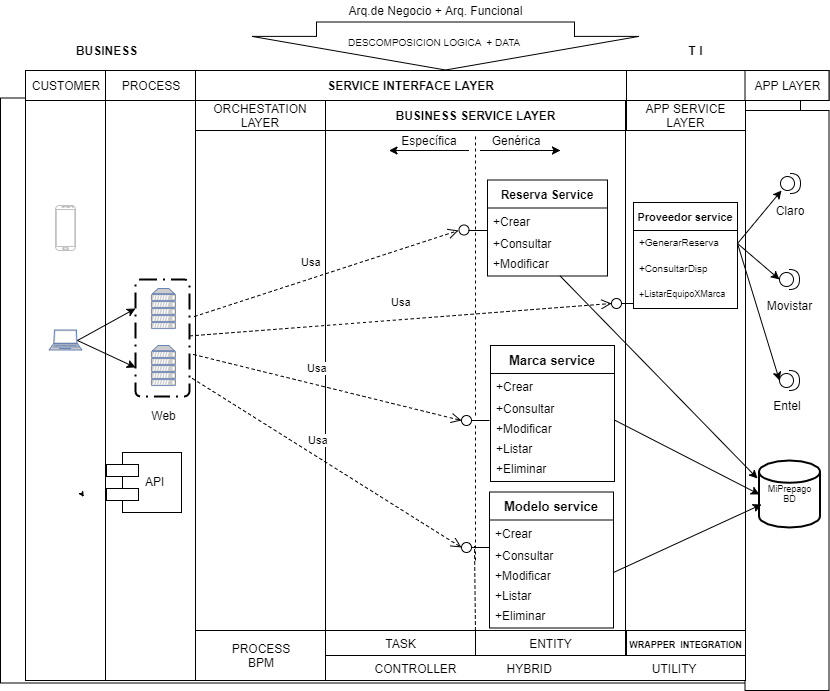 Arq.de Negocio + Arq. Funcional
DESCOMPOSICION LOGICA + DATA
BUSINESS
T I
CUSTOMER
PROCESS
SERVICE INTERFACE LAYER
APP LAYER
ORCHESTATION
LAYER
BUSINESS SERVICE LAYER
APP SERVICE
LAYER
Específica
Genérica
Reserva Service
+Crear
+Consultar
+Modificar
Proveedor service
+GenerarReserva
+ConsultarDisp
+ListarEquipoXMarca
Claro
Movistar
Entel
Usa
Usa
Usa
Usa
Web
API
Marca service
+Crear
+Consultar
+Modificar
+Listar
+Eliminar
MiPrepago
BD
Modelo service
+Crear
+Consultar
+Modificar
+Listar
+Eliminar
PROCESS
BPM
TASK
ENTITY
WRAPPER INTEGRATION
CONTROLLER
HYBRID
UTILITY